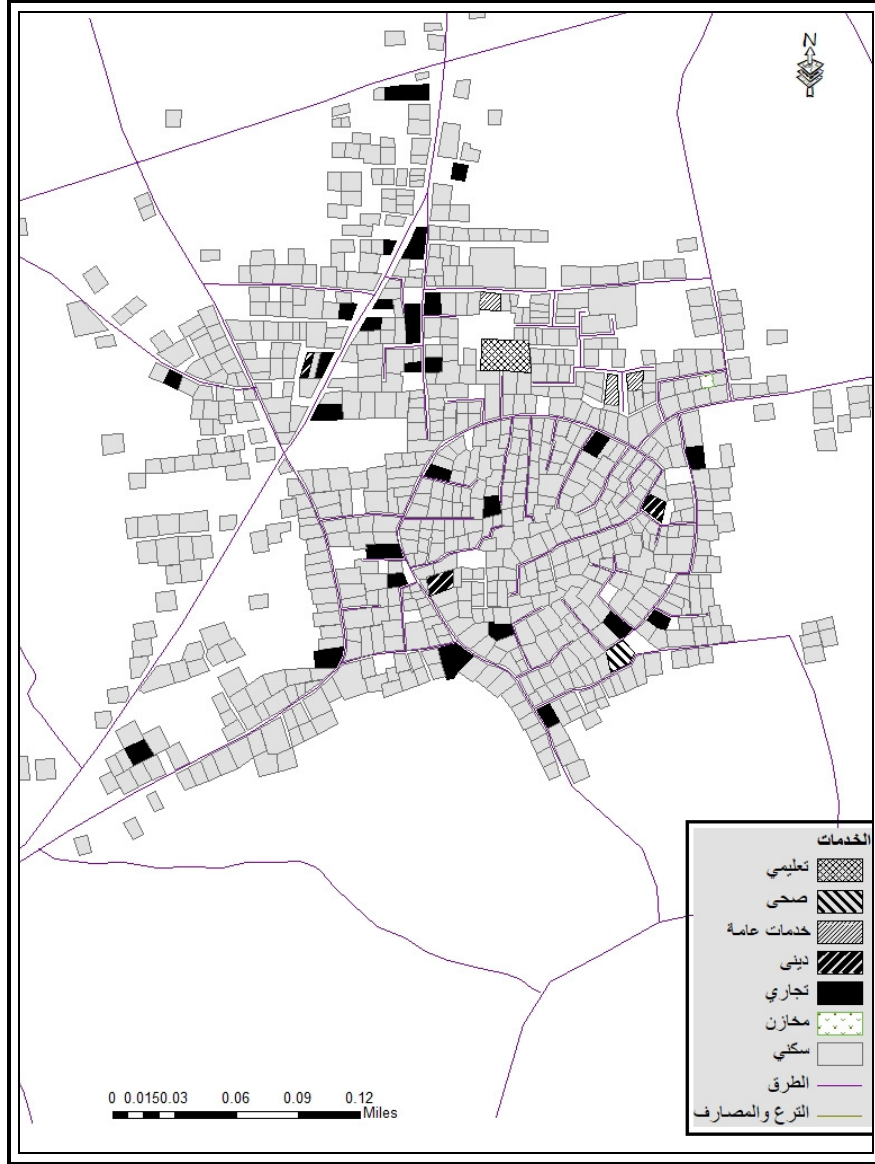 N
الخدمات
تعليمي
صحى
خدمات عامة
دينى
تجاري
مخازن
سكني
الطرق
الترع والمصارف
0 0.0150.03 0.06 0.09 0.12
Miles